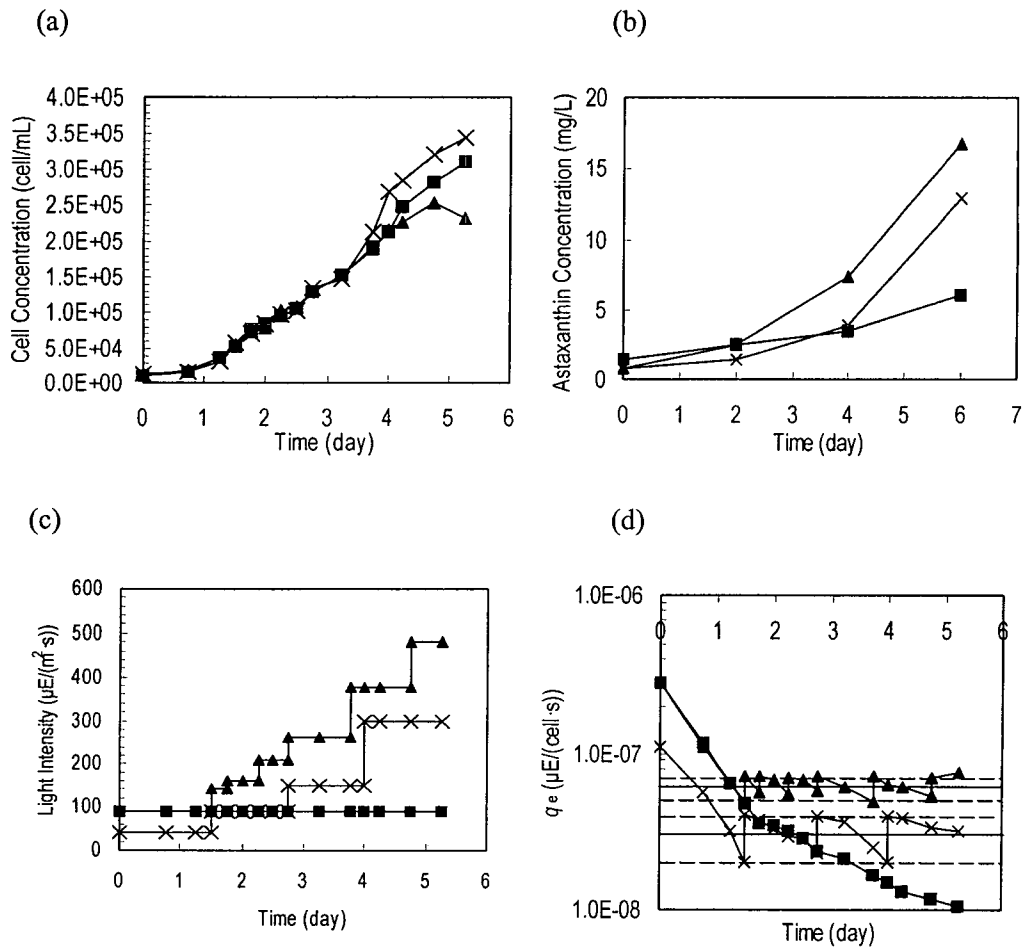 (a)
Cell Concentration (cell/mL)
4.0E+05
3.5E+05
3.0E+05
2.5E+05
2.0E+05
1.5E+05
1.0E+05
5.0E+04
0.0E+00
0 1 2 3 4 5 6
Time (day)
(b)
Astaxanthin Concentration (mg/L)
20
15
10
5
0
0 1 2 3 4 5 6 7
Time (day)
(c)
Light Intensity (µE/(m²·s))
600
500
400
300
200
100
0
0 1 2 3 4 5 6
Time (day)
(d)
q e (µE/(cell·s))
1.0E-06
1.0E-07
1.0E-08
0 1 2 3 4 5 6
Time (day)